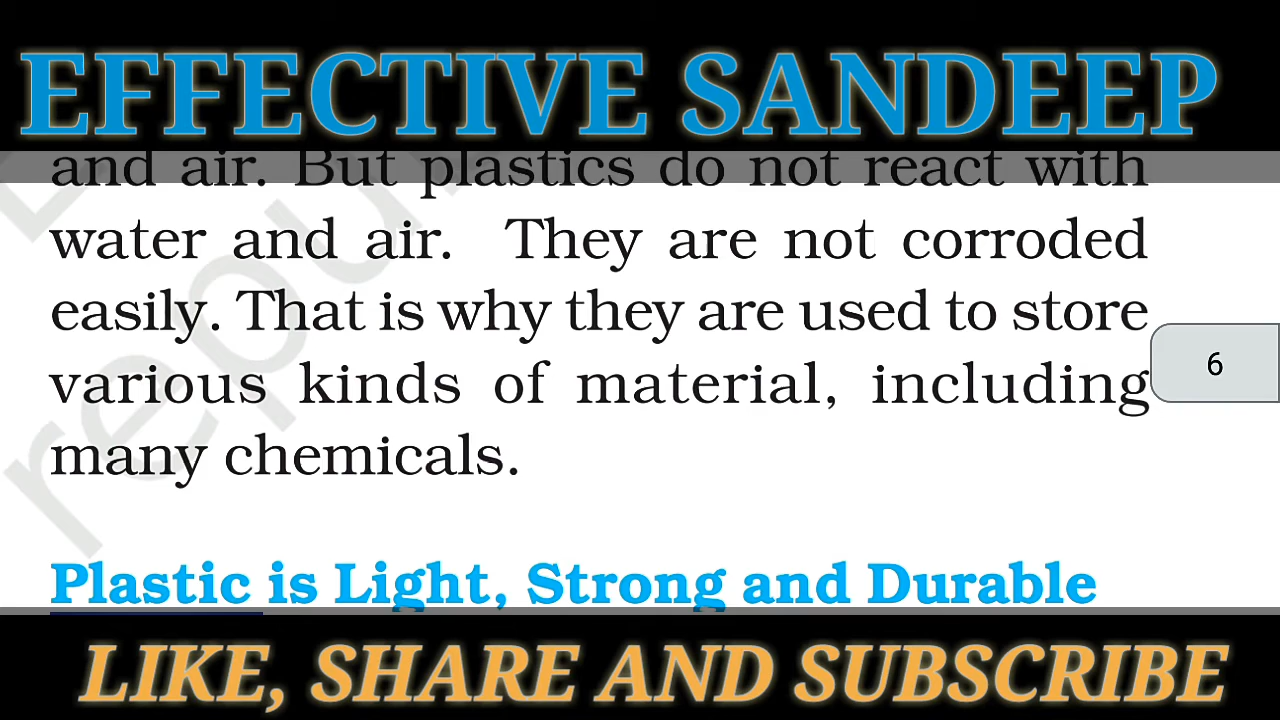 EFFECTIVE SANDEEP
and air. But plastics do not react with
water and air. They are not corroded
easily. That is why they are used to store
various kinds of material, including
many chemicals.
6
Plastic is Light, Strong and Durable
LIKE, SHARE AND SUBSCRIBE